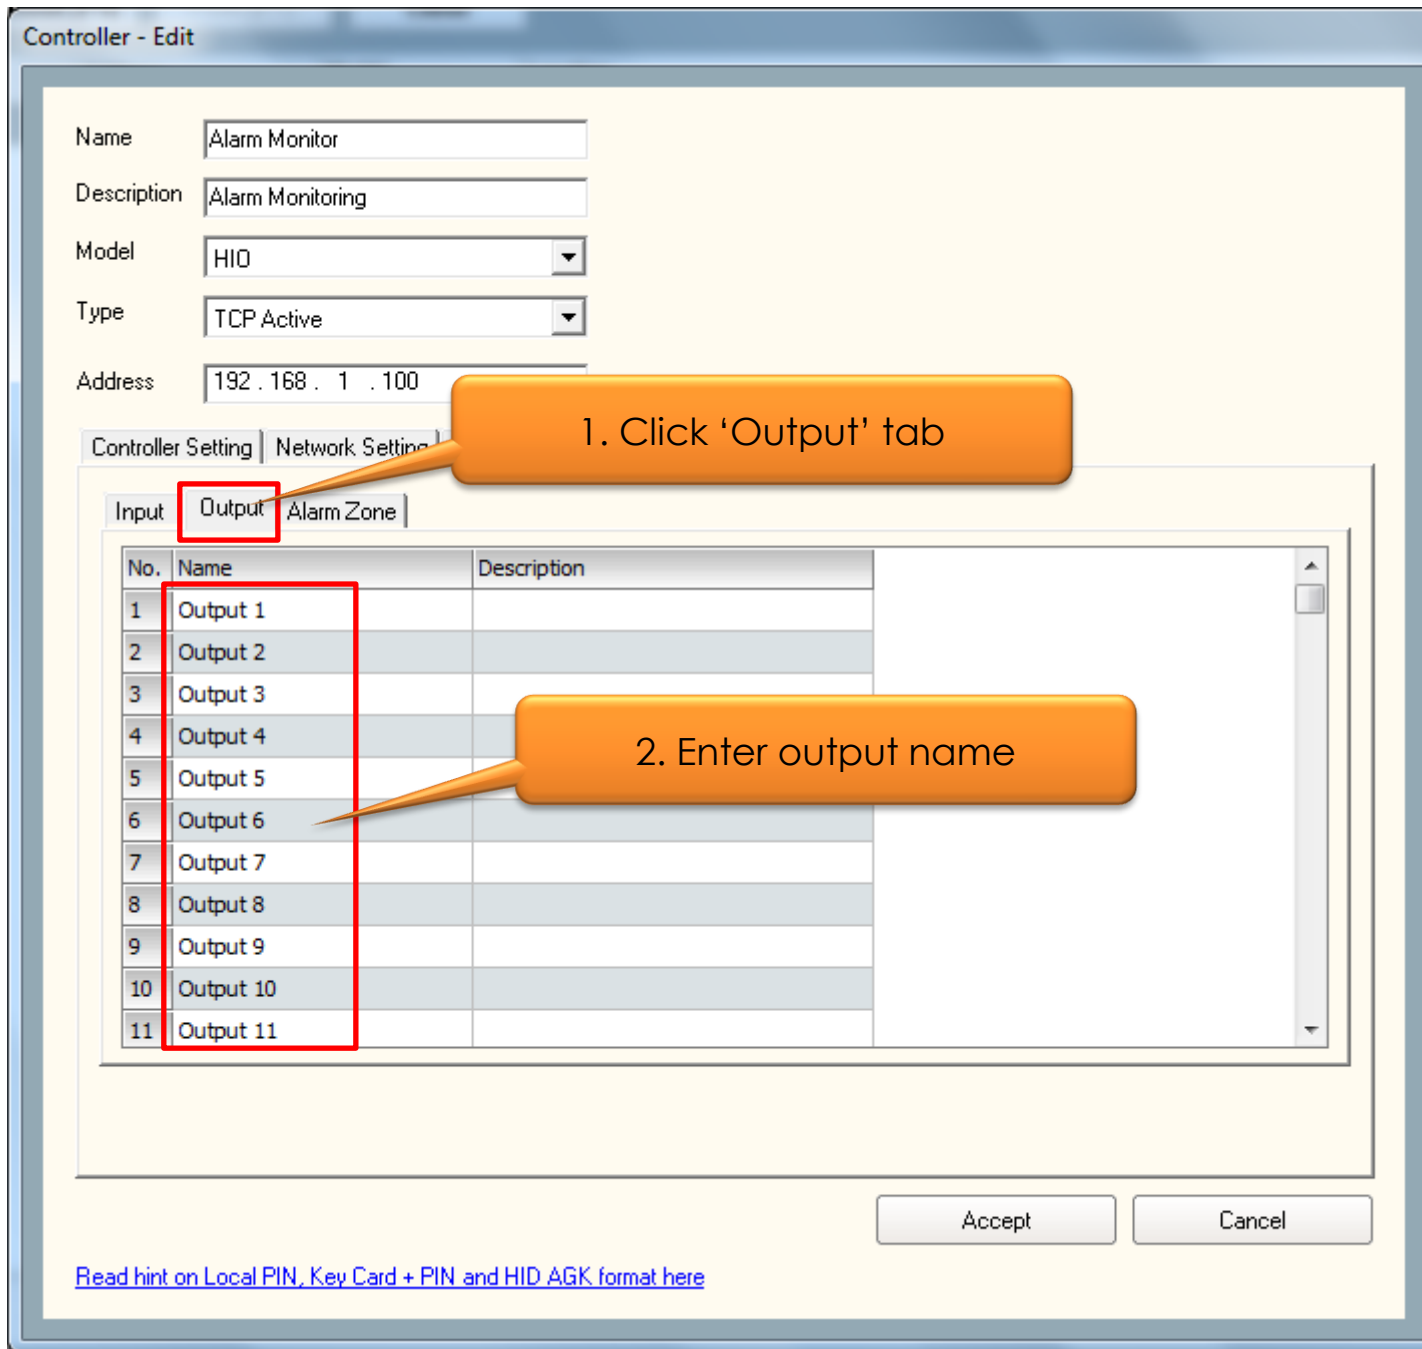 Controller - Edit
Name Alarm Monitor
Description Alarm Monitoring
Model HIO
Type TCP Active
Address 192 . 168 . 1 . 100
1. Click ‘Output’ tab
Controller Setting Network Setting
Input Output Alarm Zone
No. Name Description
1 Output 1
2 Output 2
3 Output 3
4 Output 4
2. Enter output name
5 Output 5
6 Output 6
7 Output 7
8 Output 8
9 Output 9
10 Output 10
11 Output 11
Accept Cancel
Read hint on Local PIN, Key Card + PIN and HID AGK format here